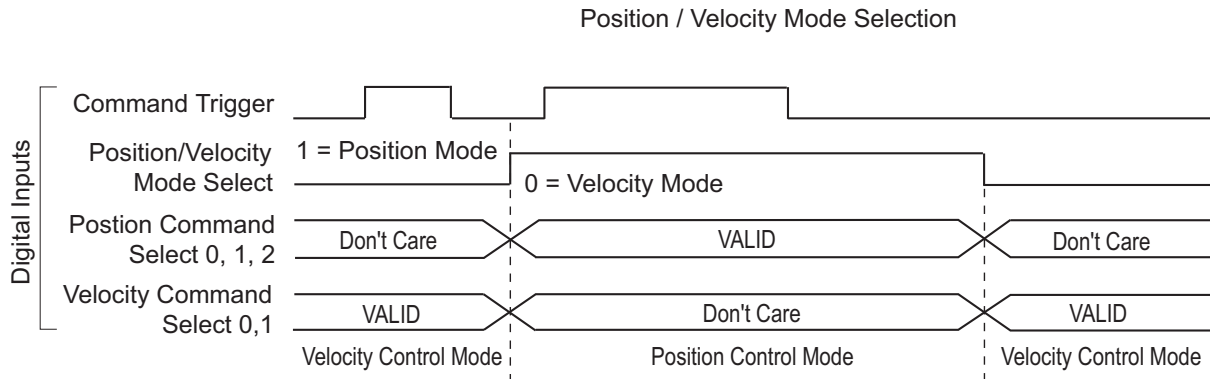 Position / Velocity Mode Selection
Digital Inputs
Command Trigger
Position/Velocity
Mode Select
1 = Position Mode
0 = Velocity Mode
Postion Command
Select 0, 1, 2
Don't Care
VALID
Don't Care
Velocity Command
Select 0,1
VALID
Don't Care
VALID
Velocity Control Mode
Position Control Mode
Velocity Control Mode